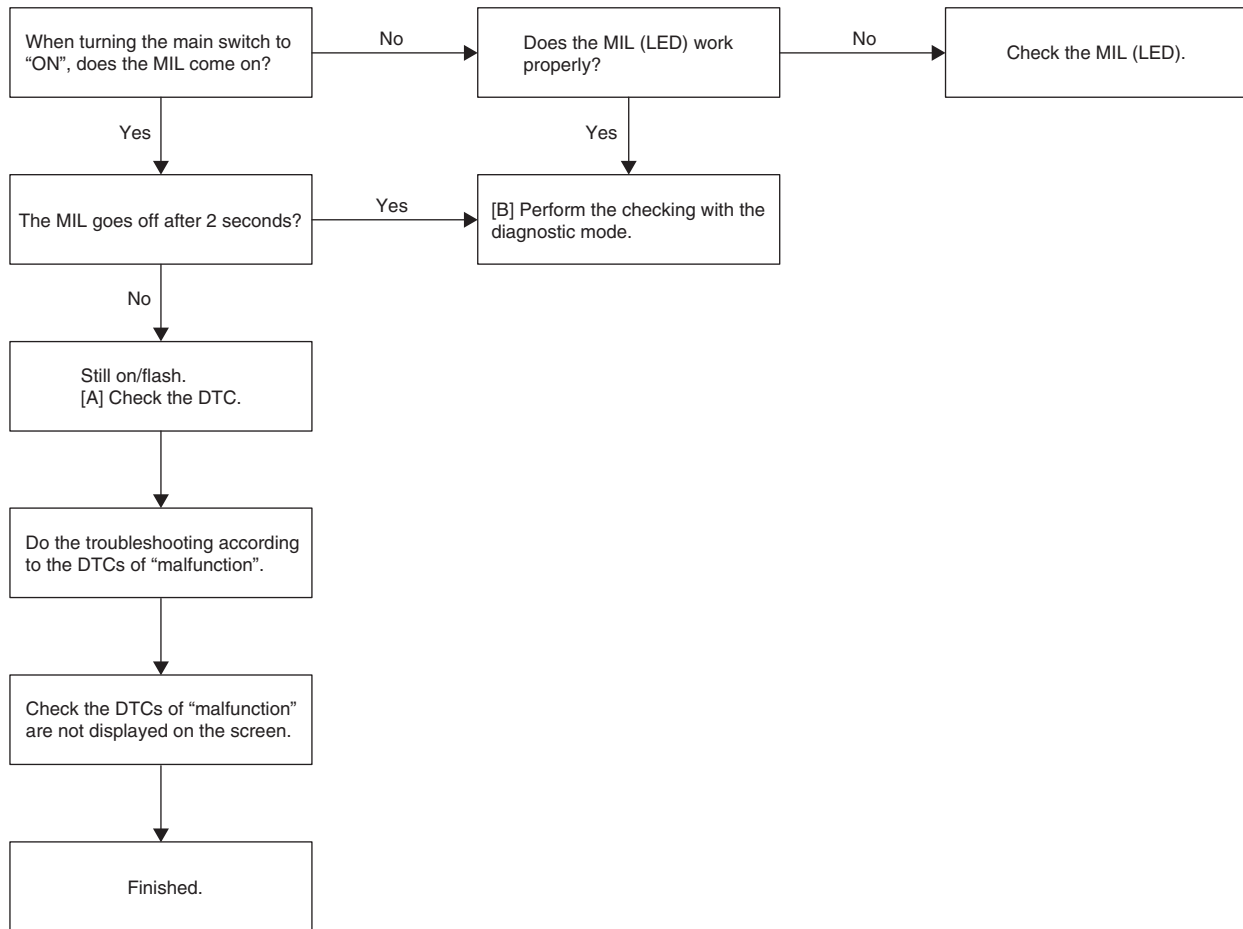 When turning the main switch to
“ON”, does the MIL come on?
No
Does the MIL (LED) work
properly?
No
Check the MIL (LED).
Yes
Yes
The MIL goes off after 2 seconds?
Yes
[B] Perform the checking with the
diagnostic mode.
No
Still on/flash.
[A] Check the DTC.
Do the troubleshooting according
to the DTCs of “malfunction”.
Check the DTCs of “malfunction”
are not displayed on the screen.
Finished.